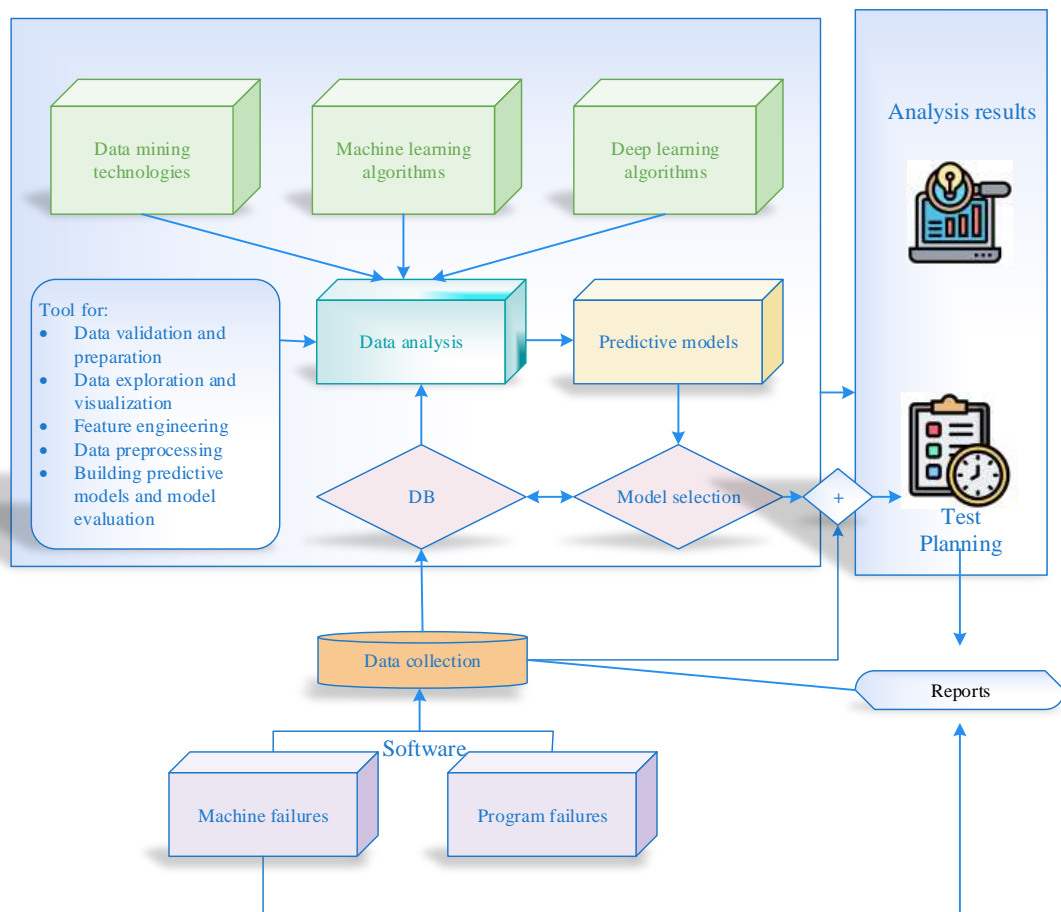 Data mining
technologies
Machine learning
algorithms
Deep learning
algorithms
Analysis results
Tool for:
• Data validation and
preparation
• Data exploration and
visualization
• Feature engineering
• Data preprocessing
• Building predictive
models and model
evaluation
Data analysis
Predictive models
DB
Model selection
+
Test
Planning
Data collection
Reports
Software
Machine failures
Program failures